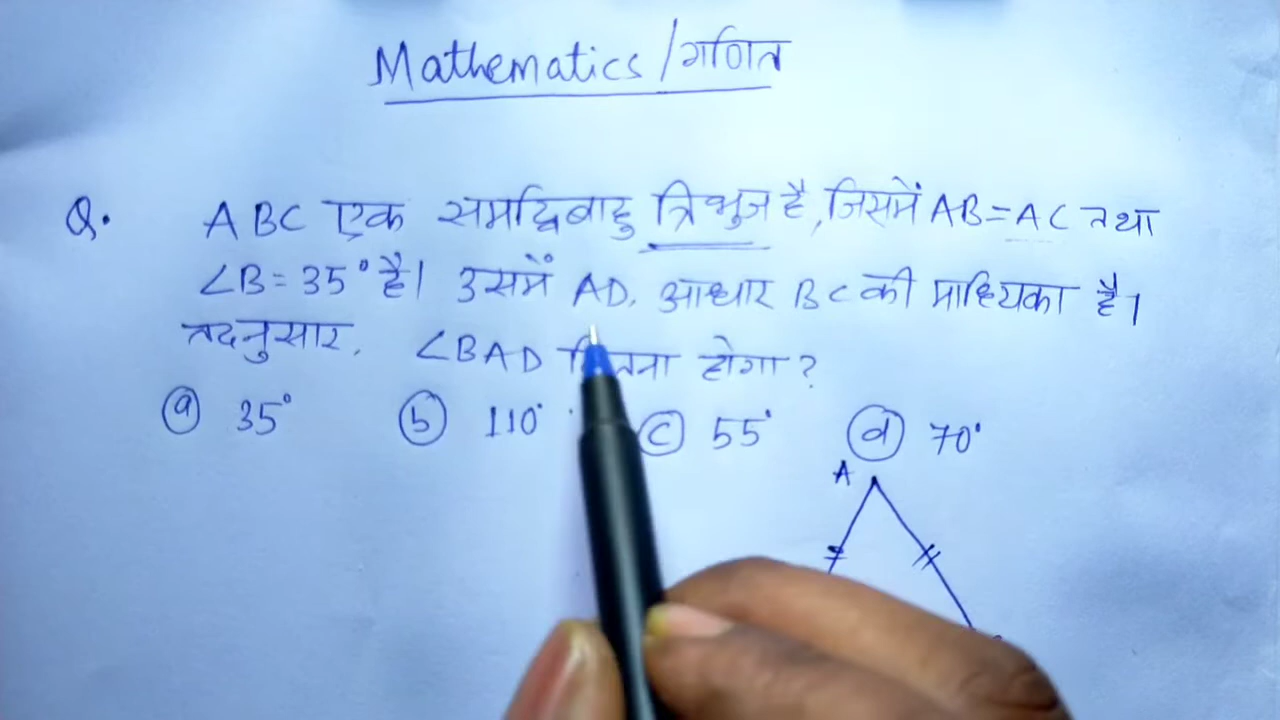 Mathematics/गणित
Q. ABC एक समद्विबाहु त्रिभुज है, जिसमें AB=AC तथा
∠B=35° है। उसमें AD, आधार BC की माध्यिका है।
तदनुसार, ∠BAD होगा?
ⓐ 35° ⓑ 110° ⓒ 55° ⓓ 70°
A